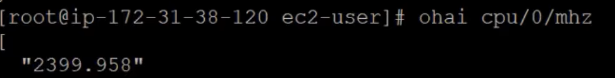 [root@ip-172-31-38-120 ec2-user]# ohai cpu/0/mhz
[
"2399.958"